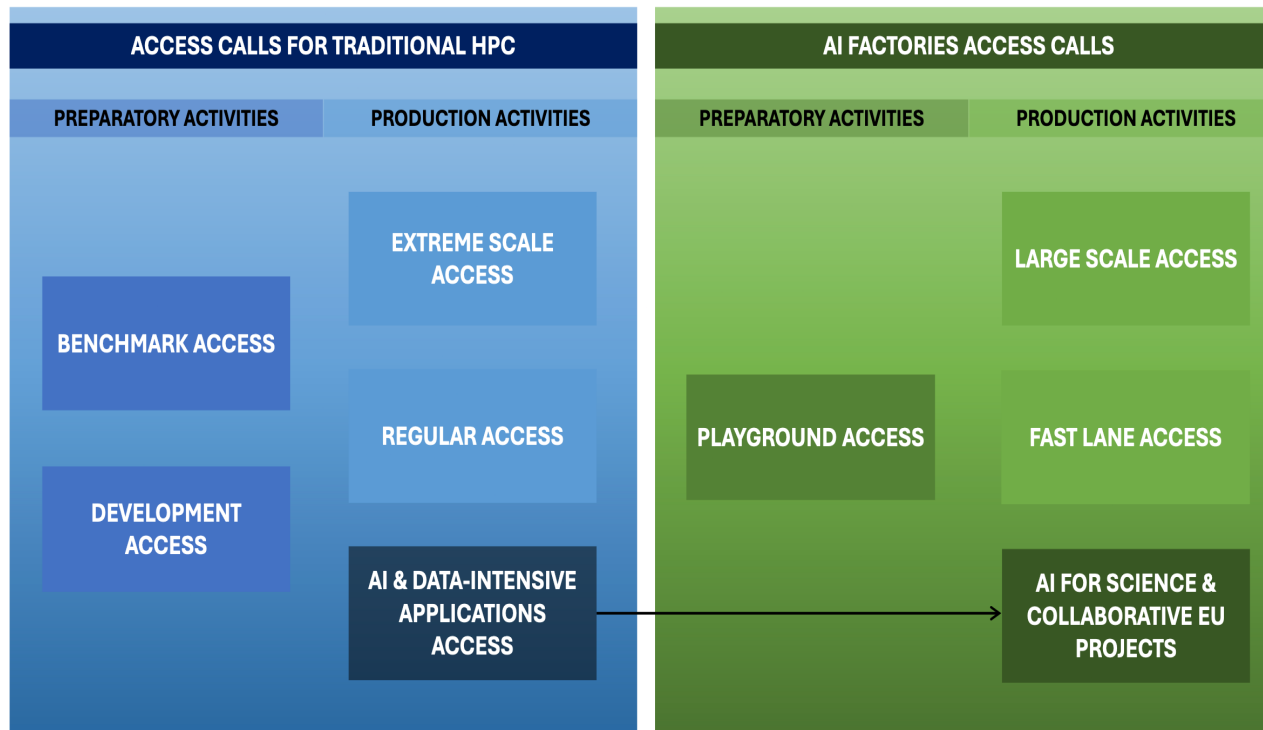 ACCESS CALLS FOR TRADITIONAL HPC
PREPARATORY ACTIVITIES
PRODUCTION ACTIVITIES
BENCHMARK ACCESS
DEVELOPMENT
ACCESS
EXTREME SCALE
ACCESS
REGULAR ACCESS
AI & DATA-INTENSIVE
APPLICATIONS
ACCESS
AI FACTORIES ACCESS CALLS
PREPARATORY ACTIVITIES
PRODUCTION ACTIVITIES
PLAYGROUND ACCESS
LARGE SCALE ACCESS
FAST LANE ACCESS
AI FOR SCIENCE &
COLLABORATIVE EU
PROJECTS